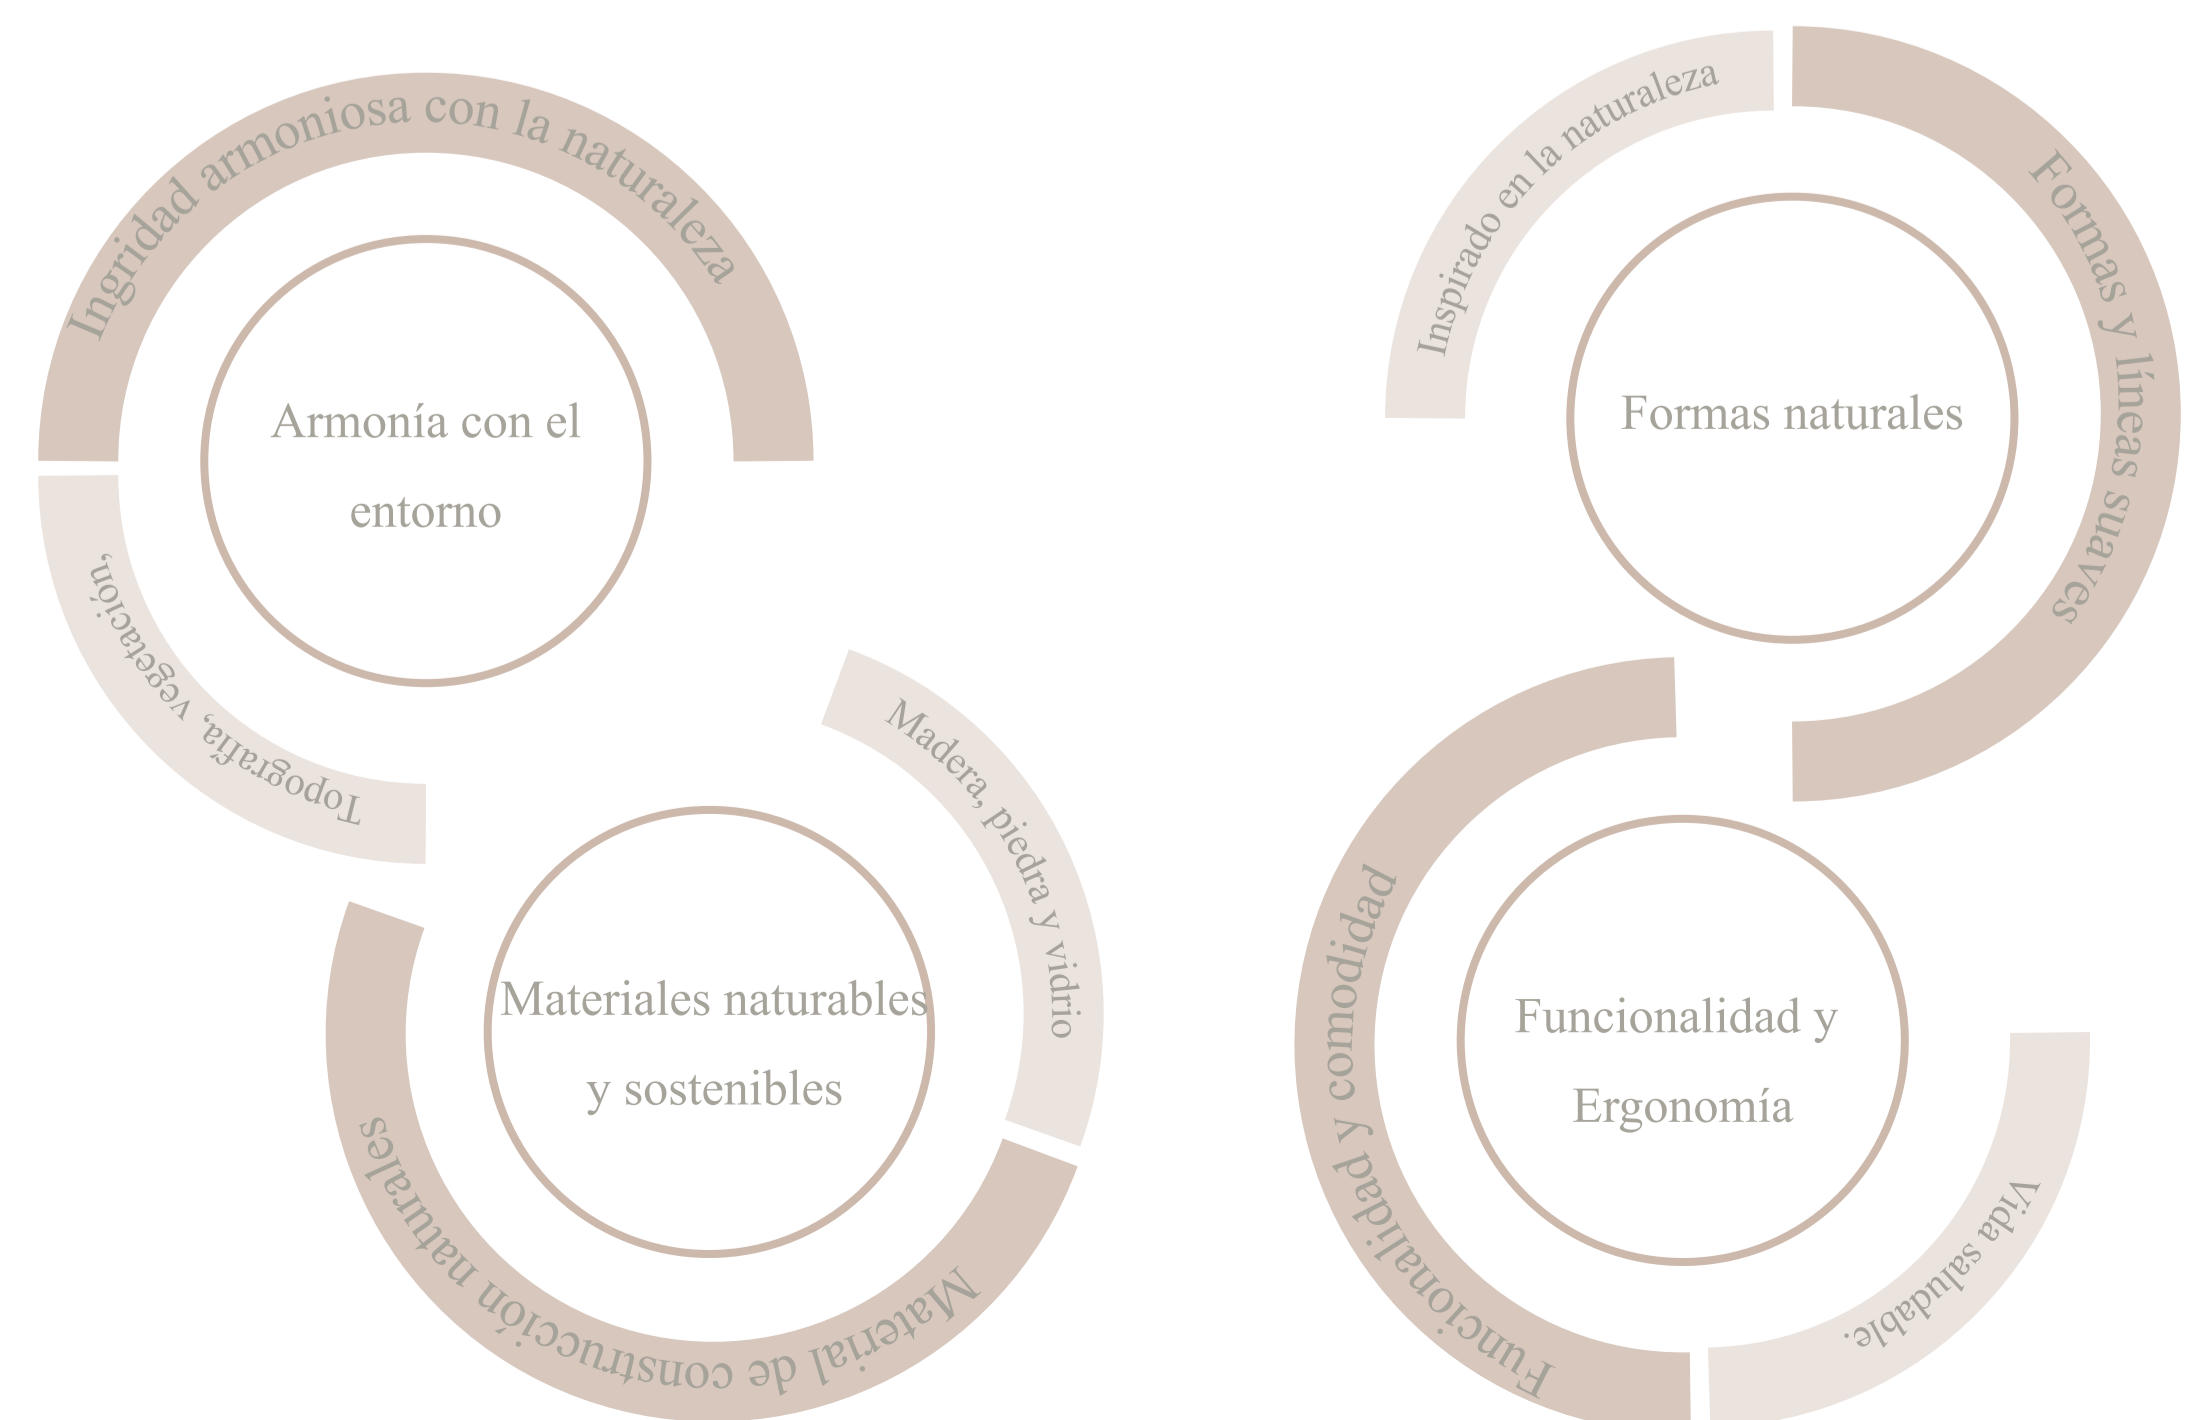 Ingridad armoniosa con la naturaleza
Armonía con el
entorno
Topografía, vegetación,
Madera, piedra y vidrio
Materiales naturables
y sostenibles
Material de construcción naturales
Inspirado en la naturaleza
Formas y líneas suaves
Formas naturales
Funcionalidad y comodidad
Funcionalidad y
Ergonomía
Vida saludable.